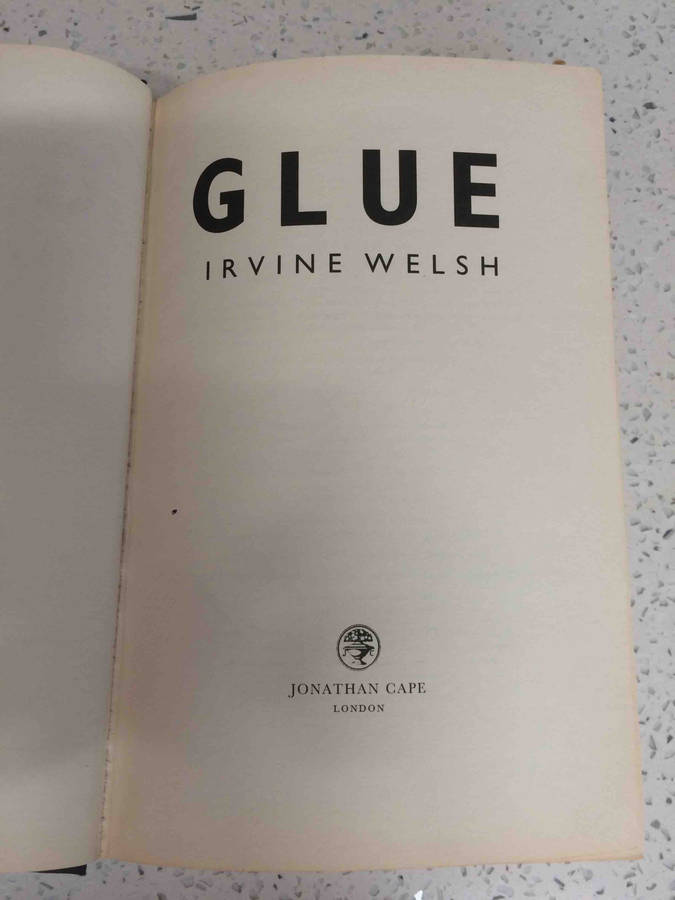 GLUE
IRVINE WELSH
JONATHAN CAPE
LONDON